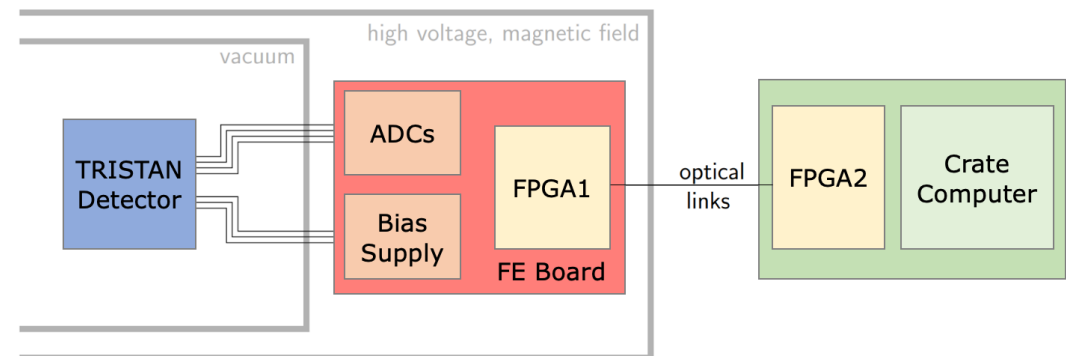 high voltage, magnetic field
vacuum
TRISTAN
Detector
ADCs
Bias
Supply
FPGA1
FE Board
optical
links
FPGA2
Crate
Computer